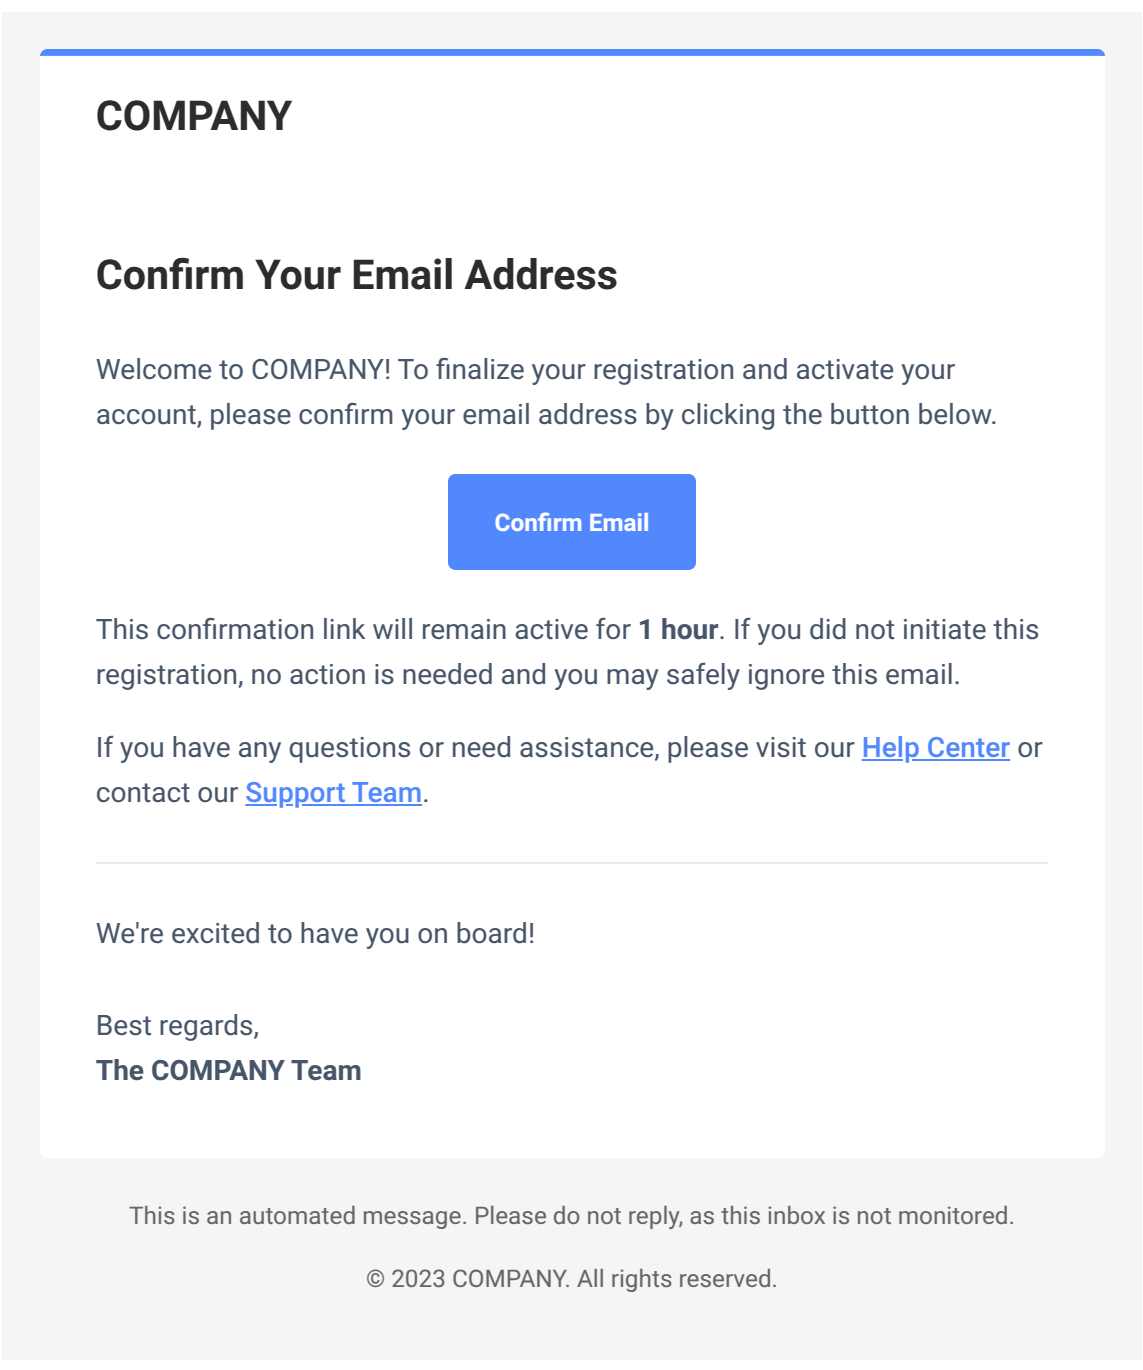 COMPANY
Confirm Your Email Address
Welcome to COMPANY! To finalize your registration and activate your
account, please confirm your email address by clicking the button below.
Confirm Email
This confirmation link will remain active for 1 hour. If you did not initiate this
registration, no action is needed and you may safely ignore this email.
If you have any questions or need assistance, please visit our Help Center or
contact our Support Team.
We're excited to have you on board!
Best regards,
The COMPANY Team
This is an automated message. Please do not reply, as this inbox is not monitored.
© 2023 COMPANY. All rights reserved.